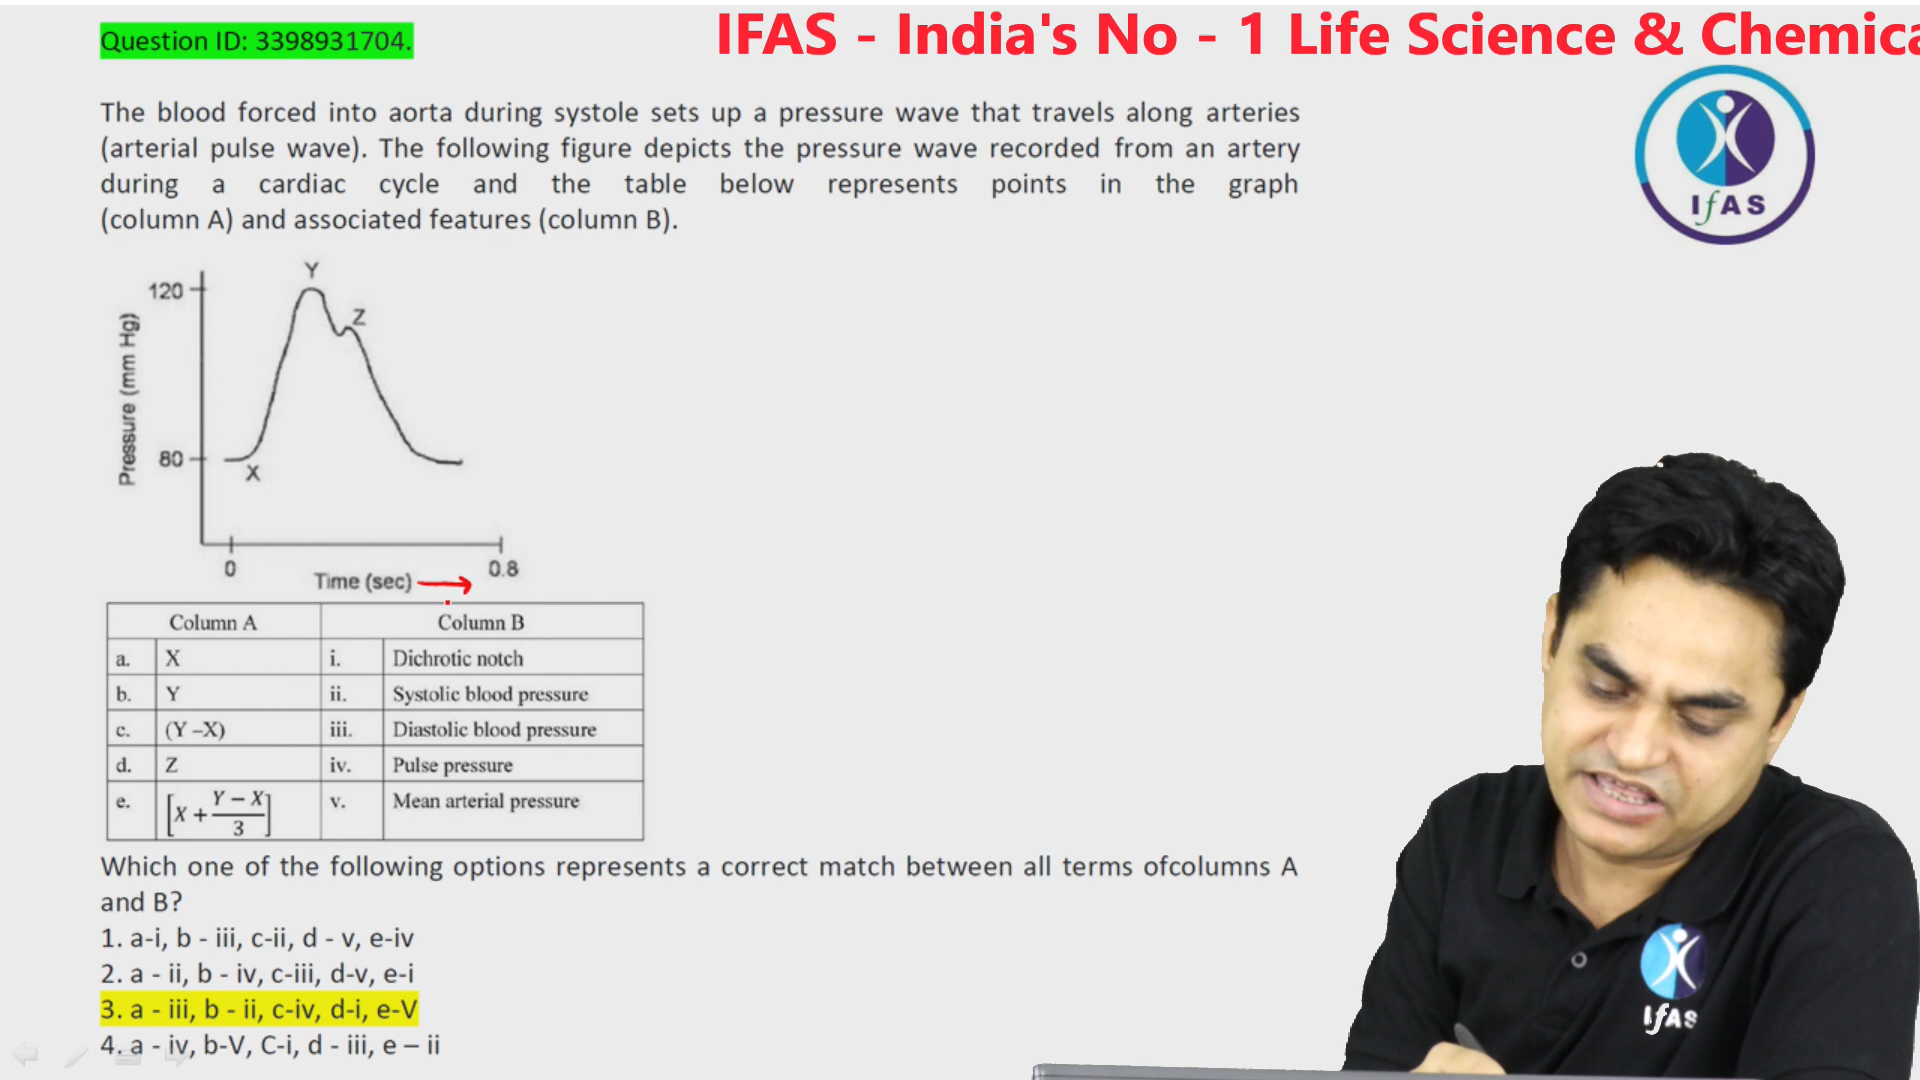 Question ID: 3398931704.
IFAS - India's No - 1 Life Science & Chemica
IfAS
The blood forced into aorta during systole sets up a pressure wave that travels along arteries
(arterial pulse wave). The following figure depicts the pressure wave recorded from an artery
during a cardiac cycle and the table below represents points in the graph
(column A) and associated features (column B).
Y
120
Z
Pressure (mm Hg)
80
X
0
0.8
Time (sec)
Column A Column B
a. X i. Dichrotic notch
b. Y ii. Systolic blood pressure
c. (Y –X) iii. Diastolic blood pressure
d. Z iv. Pulse pressure
e. [X + Y – X / 3] v. Mean arterial pressure
Which one of the following options represents a correct match between all terms ofcolumns A
and B?
1. a-i, b - iii, c-ii, d - v, e-iv
2. a - ii, b - iv, c-iii, d-v, e-i
3. a - iii, b - ii, c-iv, d-i, e-V
4. a - iv, b-V, C-i, d - iii, e – ii
IfAS